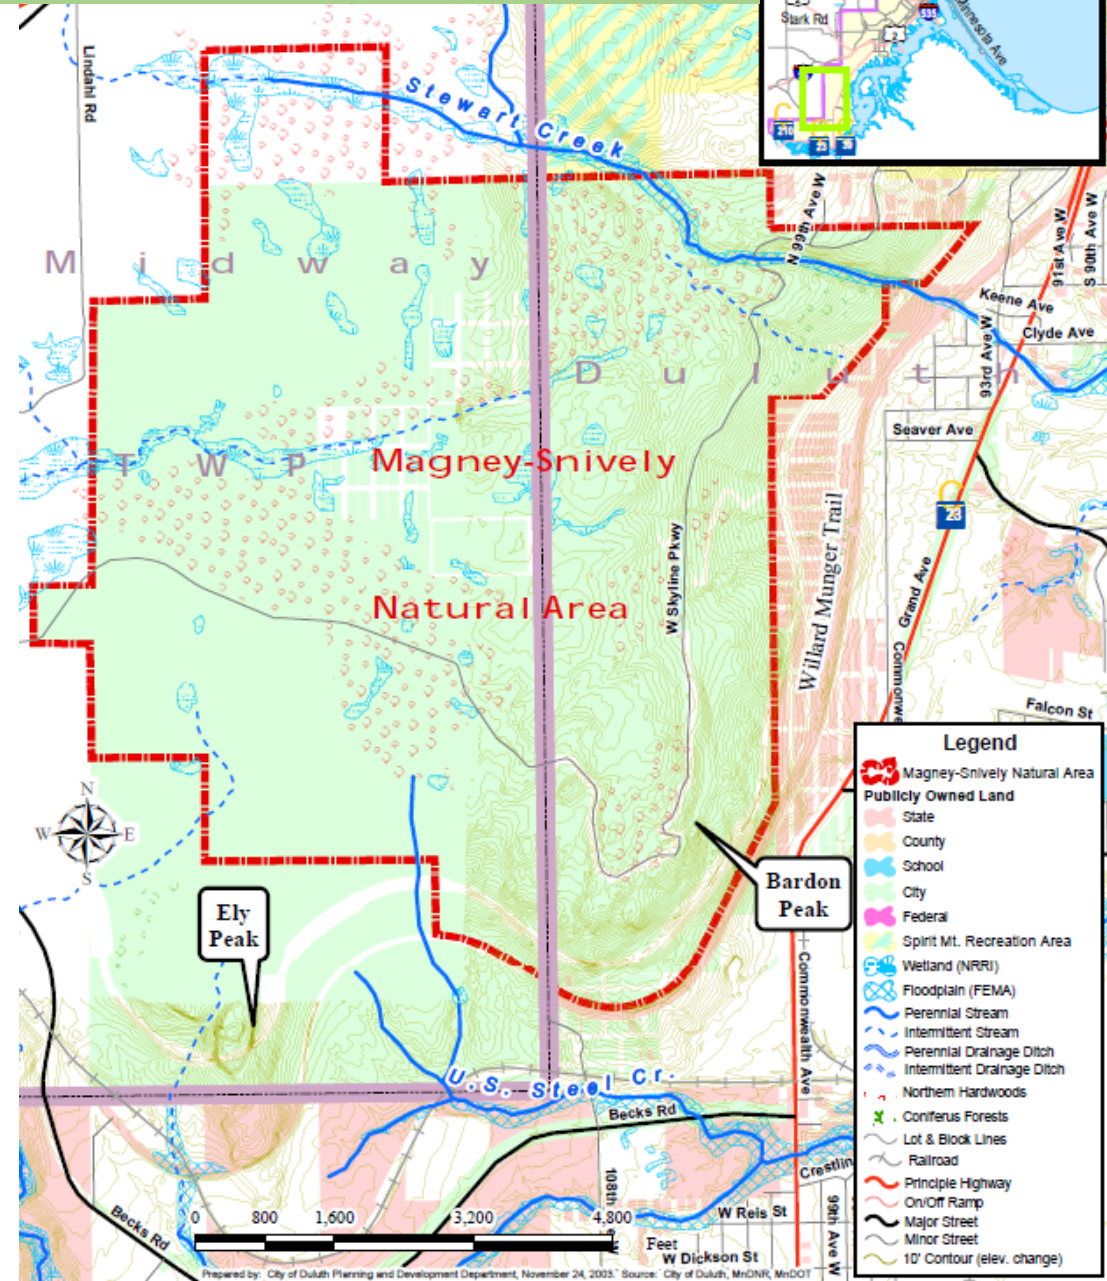 Stark Rd
2
535
Minnesota Ave
210
23
Lindahl Rd
Stewart Creek
N 99th Ave W
91st Ave W
S 90th Ave W
Midway
Keene Ave
Clyde Ave
93rd Ave W
Duluth
Seaver Ave
TWP
Magney-Snively
23
W Skyline Pkwy
Willard Munger Trail
Grand Ave
Natural Area
Commonwe
Falcon St
N
W E
S
Ely
Peak
Bardon
Peak
Commonwealth Ave
U.S. Steel Cr.
Becks Rd
Crestlin
108th
99th Ave W
W Reis St
Becks Rd
0 800 1,600 3,200 4,800
Feet
W Dickson St
Prepared by: City of Duluth Planning and Development Department, November 24, 2003. Source: City of Duluth, MnDNR, MnDOT
Legend
Magney-Snively Natural Area
Publicly Owned Land
State
County
School
City
Federal
Spirit Mt. Recreation Area
Wetland (NRRI)
Floodplain (FEMA)
Perennial Stream
Intermittent Stream
Perennial Drainage Ditch
Intermittent Drainage Ditch
Northern Hardwoods
Coniferus Forests
Lot & Block Lines
Railroad
Principle Highway
On/Off Ramp
Major Street
Minor Street
10' Contour (elev. change)